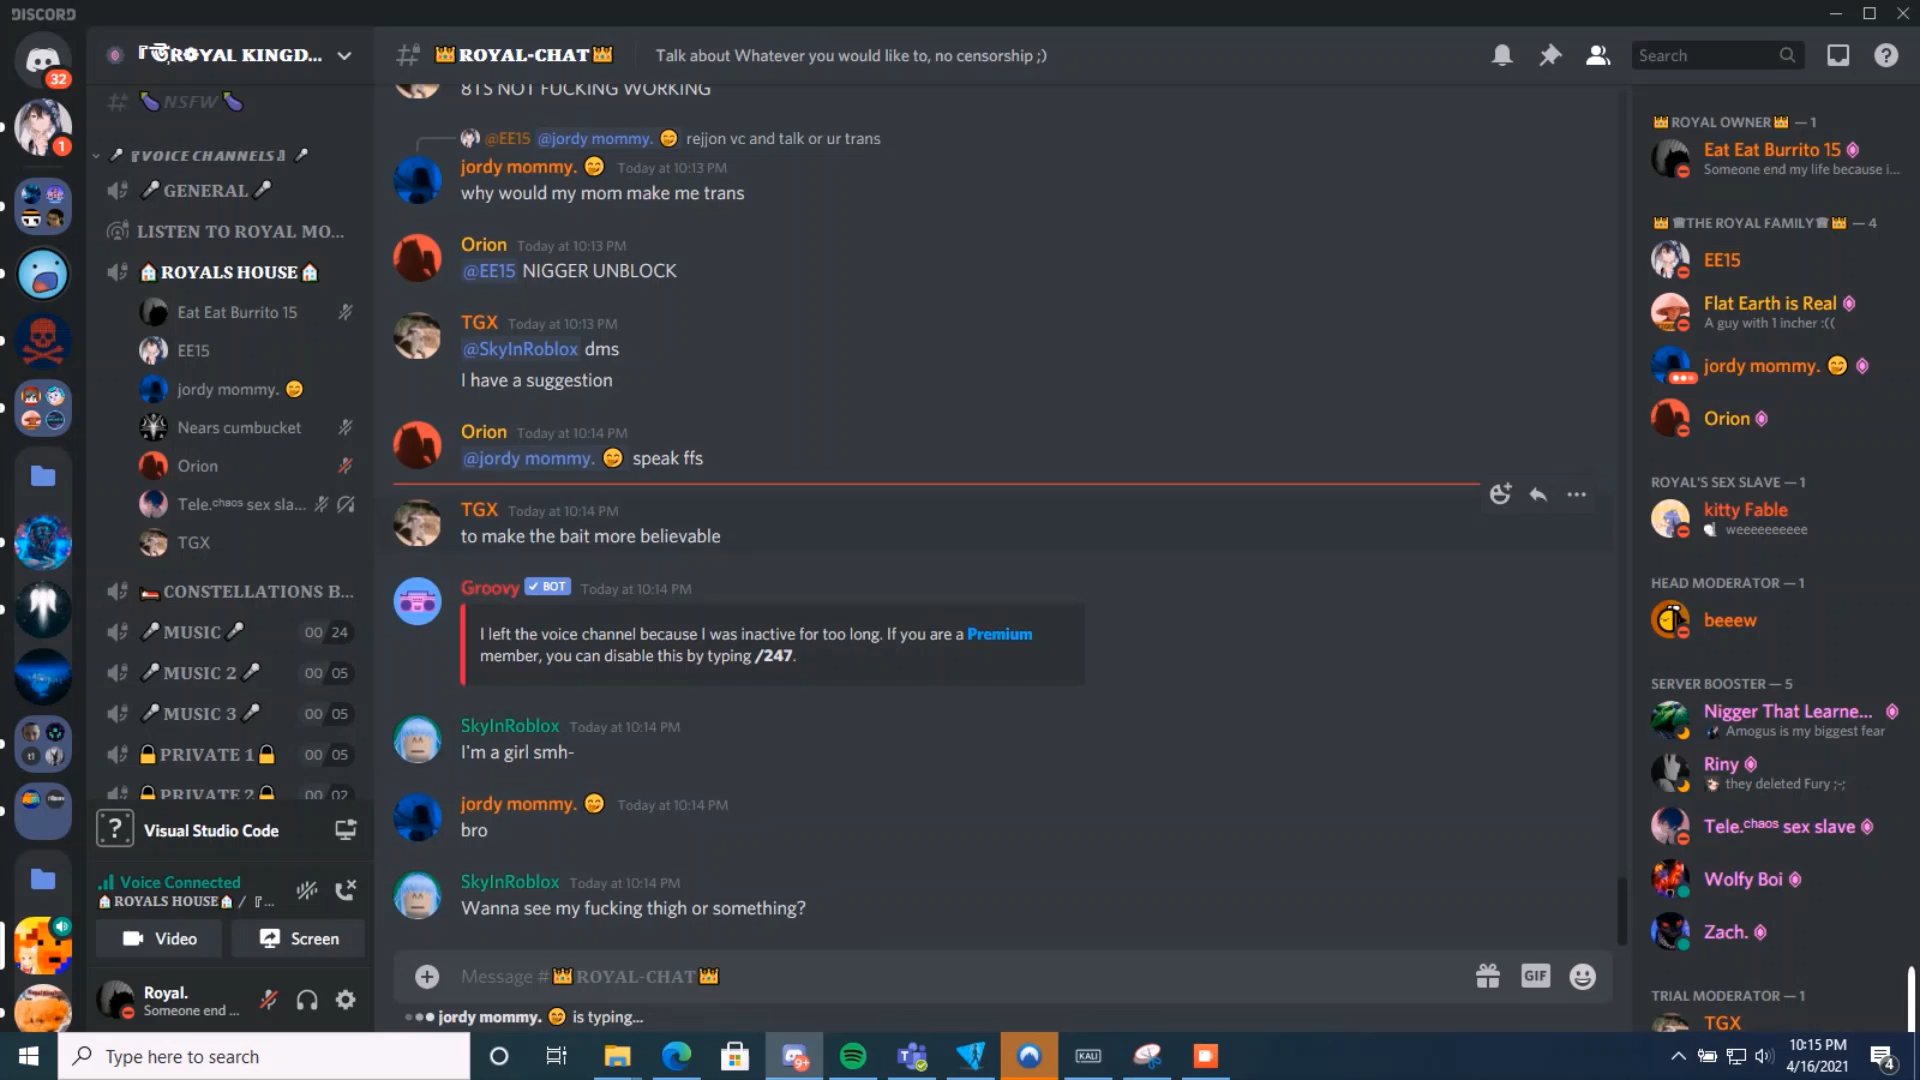 DISCORD
『ROYAL KINGD...
👑ROYAL-CHAT👑
Talk about Whatever you would like to, no censorship ;)
Search
32
1
NSFW
『VOICE CHANNELS』
GENERAL
LISTEN TO ROYAL MO...
ROYALS HOUSE
Eat Eat Burrito 15
EE15
jordy mommy. 😊
Nears cumbucket
Orion
Tele.ᶜʰᵃᵒˢ sex sla...
TGX
CONSTELLATIONS B...
MUSIC 00 24
MUSIC 2 00 05
MUSIC 3 00 05
PRIVATE 1 00 05
PRIVATE 2 00 02
? Visual Studio Code
Voice Connected
ROYALS HOUSE / 『...
Video
Screen
Royal.
Someone end ...
8TS NOT FUCKING WORKING
@EE15 @jordy mommy. 😊 rejjon vc and talk or ur trans
jordy mommy. 😊 Today at 10:13 PM
why would my mom make me trans
Orion Today at 10:13 PM
@EE15 NIGGER UNBLOCK
TGX Today at 10:13 PM
@SkyInRoblox dms
I have a suggestion
Orion Today at 10:14 PM
@jordy mommy. 😊 speak ffs
TGX Today at 10:14 PM
to make the bait more believable
Groovy ✓ BOT Today at 10:14 PM
I left the voice channel because I was inactive for too long. If you are a Premium
member, you can disable this by typing /247.
SkyInRoblox Today at 10:14 PM
I'm a girl smh-
jordy mommy. 😊 Today at 10:14 PM
bro
SkyInRoblox Today at 10:14 PM
Wanna see my fucking thigh or something?
Message #👑ROYAL-CHAT👑
GIF
jordy mommy. 😊 is typing...
👑ROYAL OWNER👑 — 1
Eat Eat Burrito 15
Someone end my life because i...
👑THE ROYAL FAMILY👑 — 4
EE15
Flat Earth is Real
A guy with 1 incher :((
jordy mommy. 😊
Orion
ROYAL'S SEX SLAVE — 1
kitty Fable
weeeeeeeeee
HEAD MODERATOR — 1
beeew
SERVER BOOSTER — 5
Nigger That Learne...
Amogus is my biggest fear
Riny
they deleted Fury ;-;
Tele.ᶜʰᵃᵒˢ sex slave
Wolfy Boi
Zach.
TRIAL MODERATOR — 1
TGX
Type here to search
9+
KALI
10:15 PM
4/16/2021
4